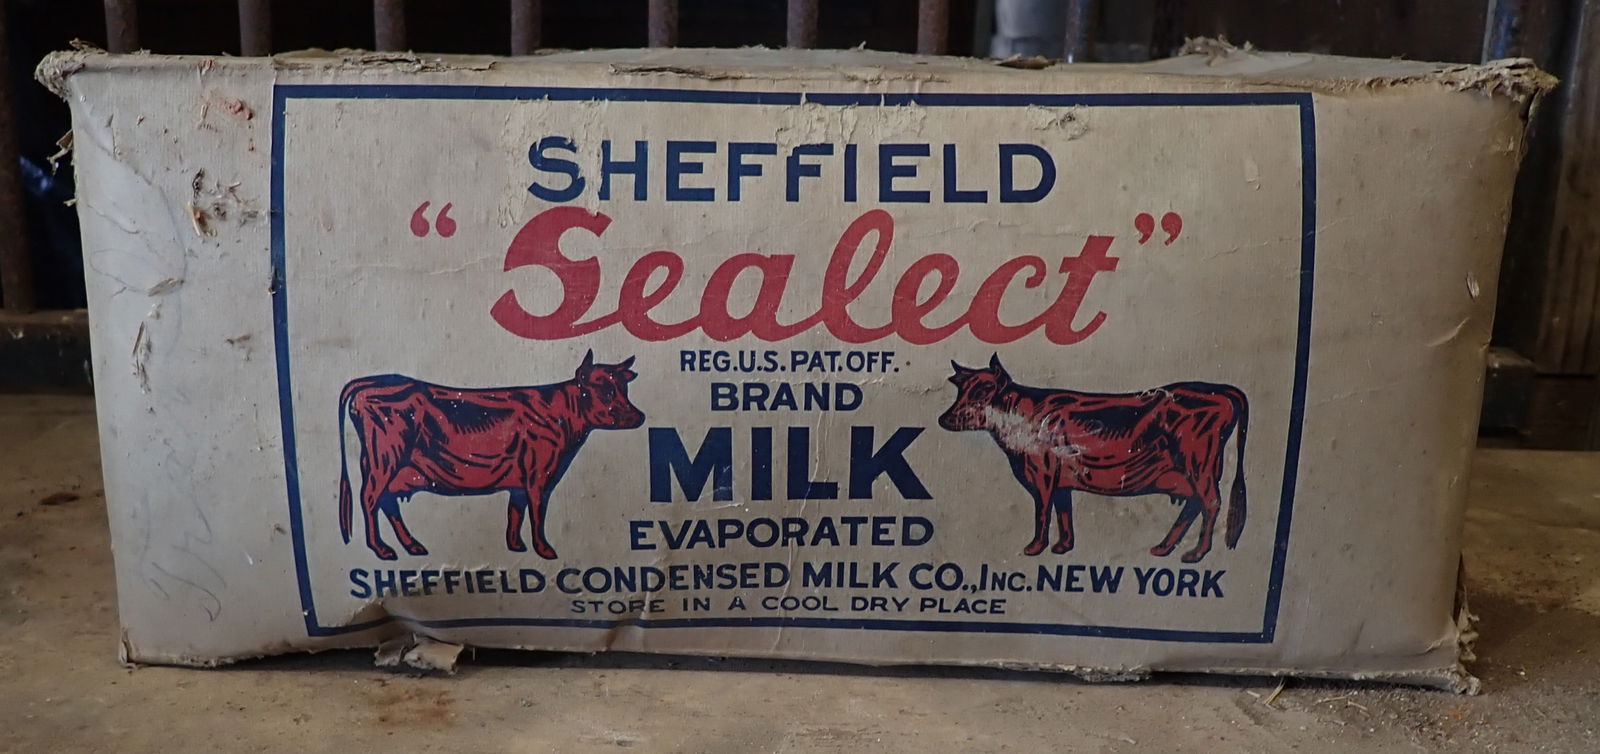 SHEFFIELD
"Sealect"
REG.U.S.PAT.OFF.
BRAND
MILK
EVAPORATED
SHEFFIELD CONDENSED MILK CO., INC. NEW YORK
STORE IN A COOL DRY PLACE